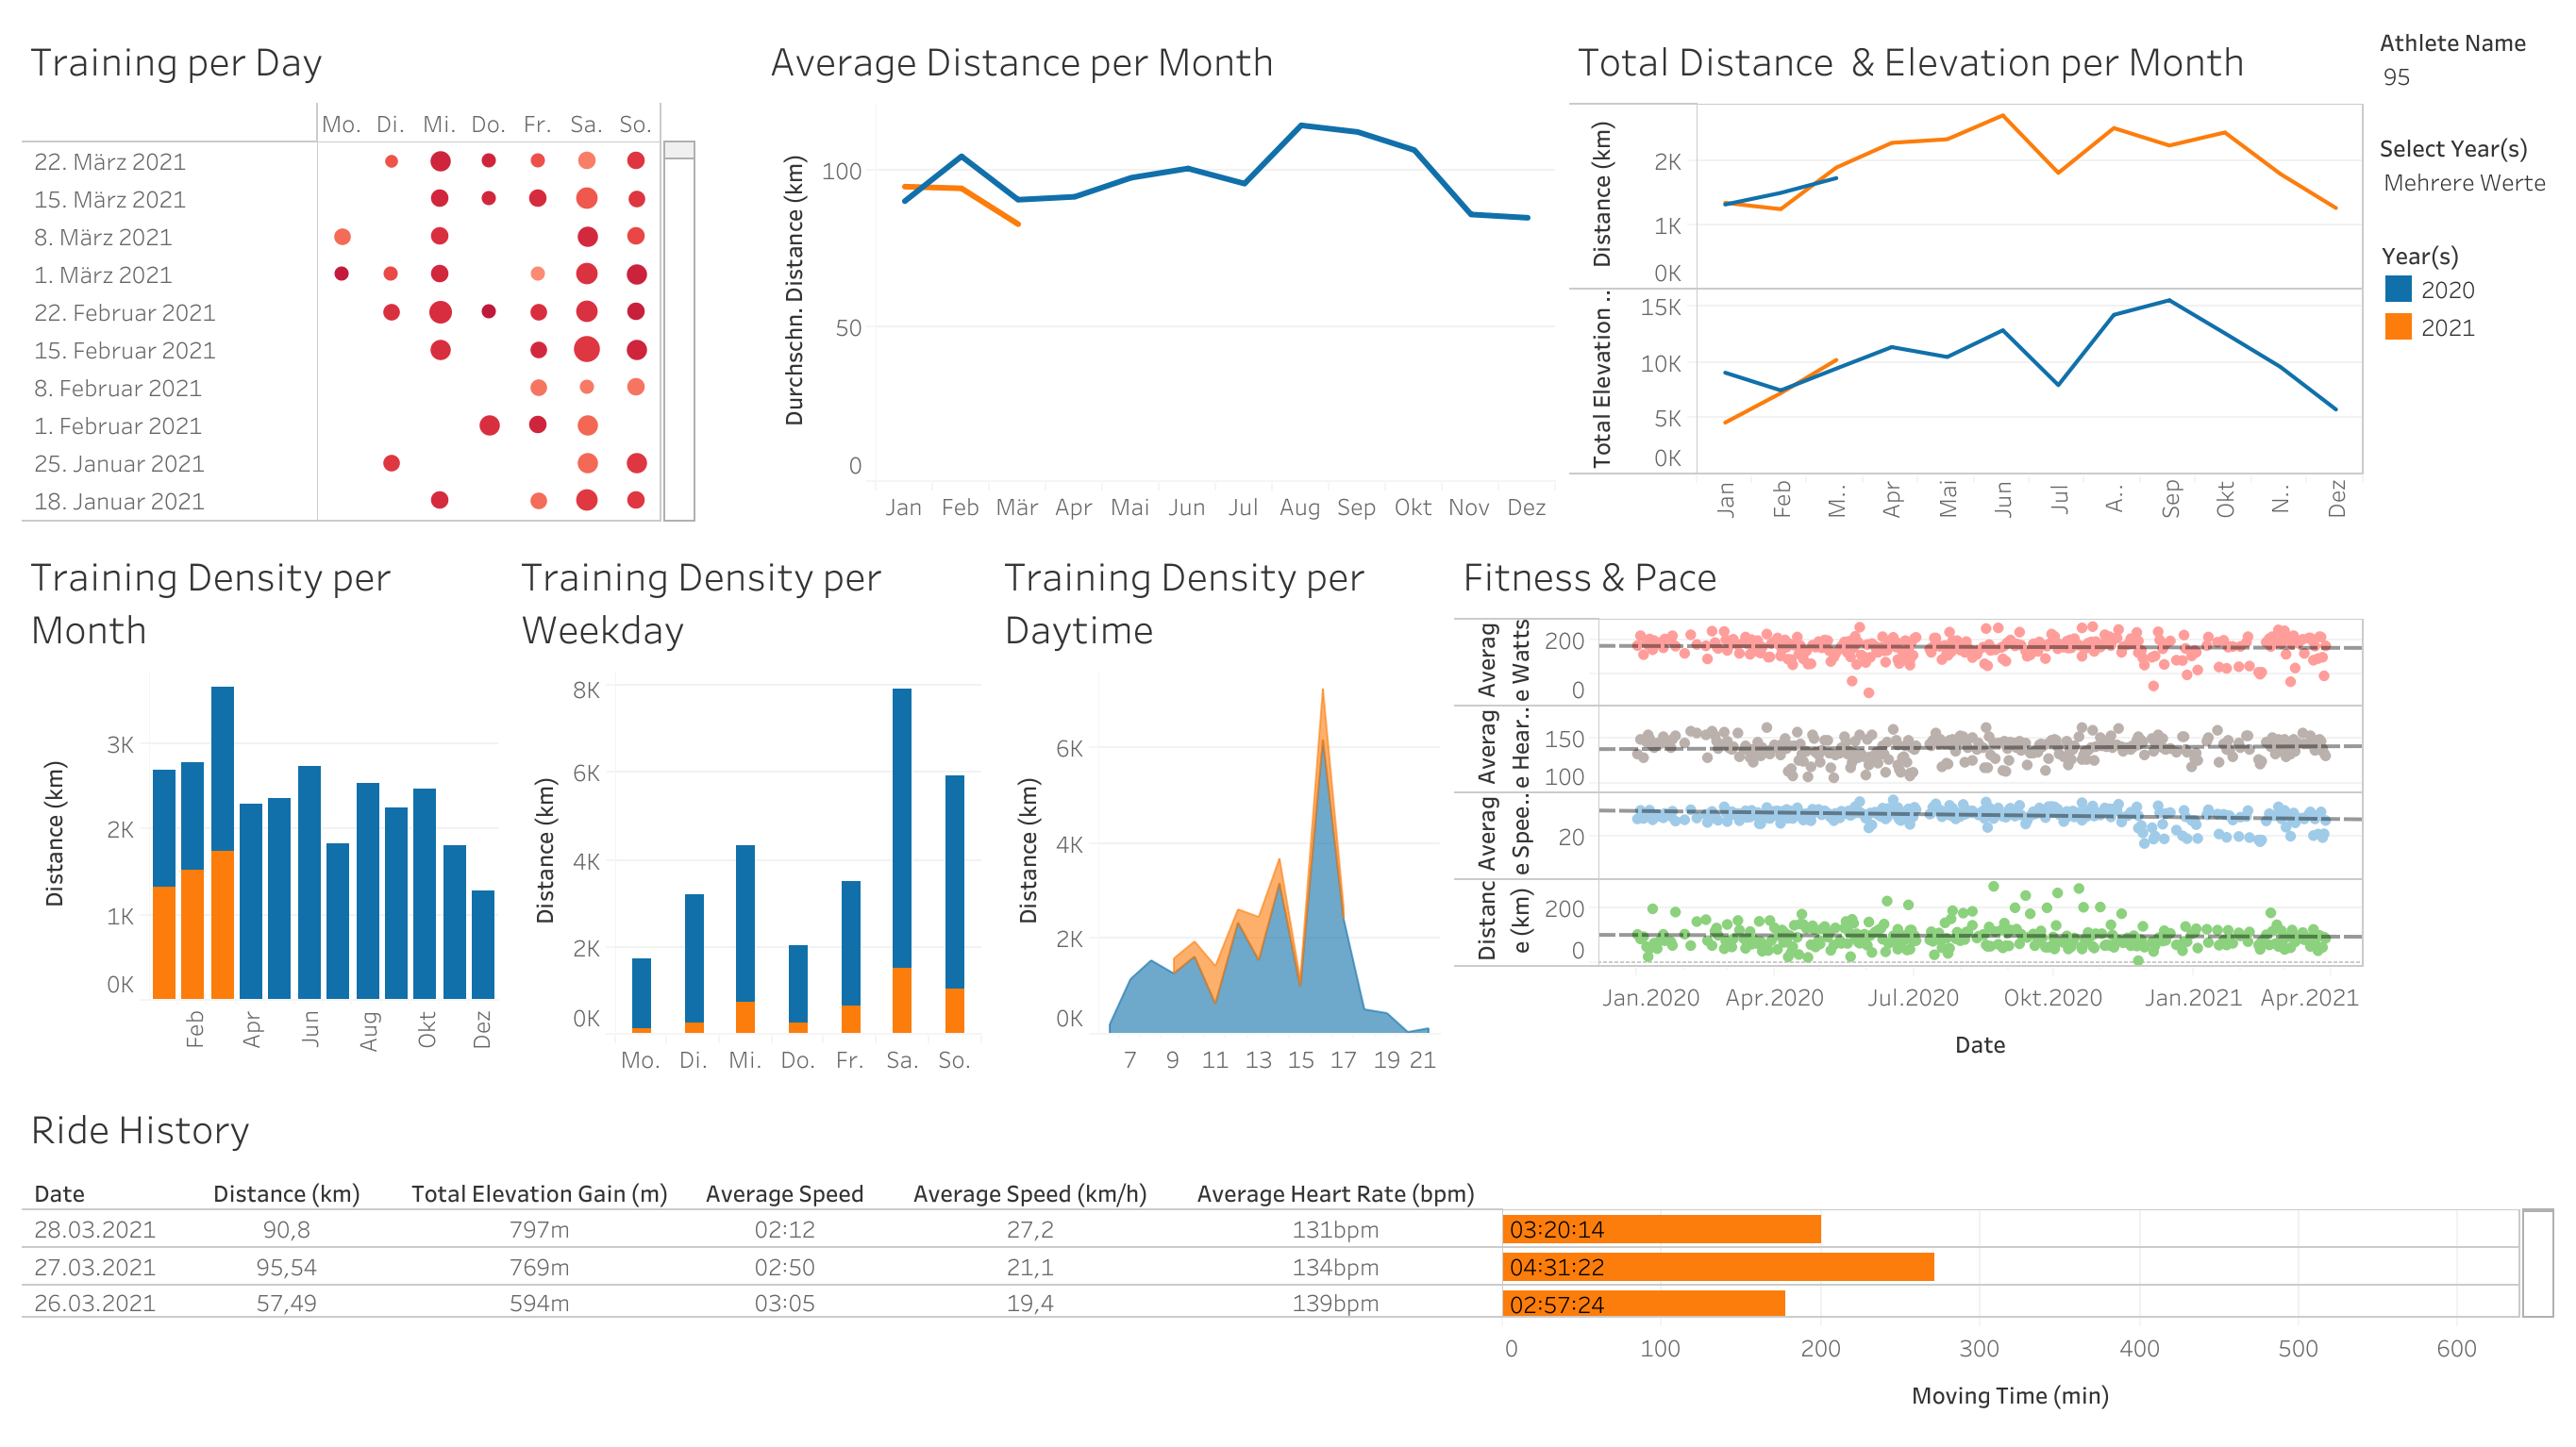 Training per Day
Mo. Di. Mi. Do. Fr. Sa. So.
22. März 2021
15. März 2021
8. März 2021
1. März 2021
22. Februar 2021
15. Februar 2021
8. Februar 2021
1. Februar 2021
25. Januar 2021
18. Januar 2021
Average Distance per Month
Durchschn. Distance (km)
100
50
0
Jan Feb Mär Apr Mai Jun Jul Aug Sep Okt Nov Dez
Total Distance & Elevation per Month
Distance (km)
2K
1K
0K
Total Elevation ..
15K
10K
5K
0K
Jan Feb M.. Apr Mai Jun Jul A.. Sep Okt N.. Dez
Athlete Name
95
Select Year(s)
Mehrere Werte
Year(s)
2020
2021
Training Density per
Month
Distance (km)
3K
2K
1K
0K
Feb Apr Jun Aug Okt Dez
Training Density per
Weekday
Distance (km)
8K
6K
4K
2K
0K
Mo. Di. Mi. Do. Fr. Sa. So.
Training Density per
Daytime
Distance (km)
6K
4K
2K
0K
7 9 11 13 15 17 19 21
Fitness & Pace
Averag
e Watts
200
0
Averag
e Hear..
150
100
Averag
e Spee..
20
Distanc
e (km)
200
0
Jan.2020 Apr.2020 Jul.2020 Okt.2020 Jan.2021 Apr.2021
Date
Ride History
Date Distance (km) Total Elevation Gain (m) Average Speed Average Speed (km/h) Average Heart Rate (bpm)
28.03.2021 90,8 797m 02:12 27,2 131bpm 03:20:14
27.03.2021 95,54 769m 02:50 21,1 134bpm 04:31:22
26.03.2021 57,49 594m 03:05 19,4 139bpm 02:57:24
0 100 200 300 400 500 600
Moving Time (min)